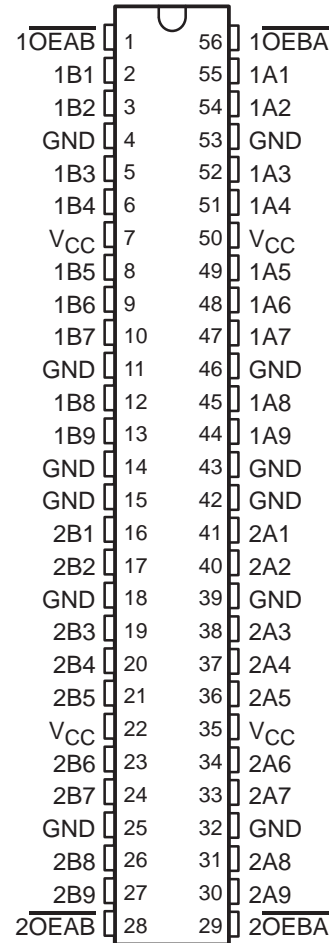 1O̅E̅A̅B̅ 1 56 1O̅E̅B̅A̅
1B1 2 55 1A1
1B2 3 54 1A2
GND 4 53 GND
1B3 5 52 1A3
1B4 6 51 1A4
VCC 7 50 VCC
1B5 8 49 1A5
1B6 9 48 1A6
1B7 10 47 1A7
GND 11 46 GND
1B8 12 45 1A8
1B9 13 44 1A9
GND 14 43 GND
GND 15 42 GND
2B1 16 41 2A1
2B2 17 40 2A2
GND 18 39 GND
2B3 19 38 2A3
2B4 20 37 2A4
2B5 21 36 2A5
VCC 22 35 VCC
2B6 23 34 2A6
2B7 24 33 2A7
GND 25 32 GND
2B8 26 31 2A8
2B9 27 30 2A9
2O̅E̅A̅B̅ 28 29 2O̅E̅B̅A̅